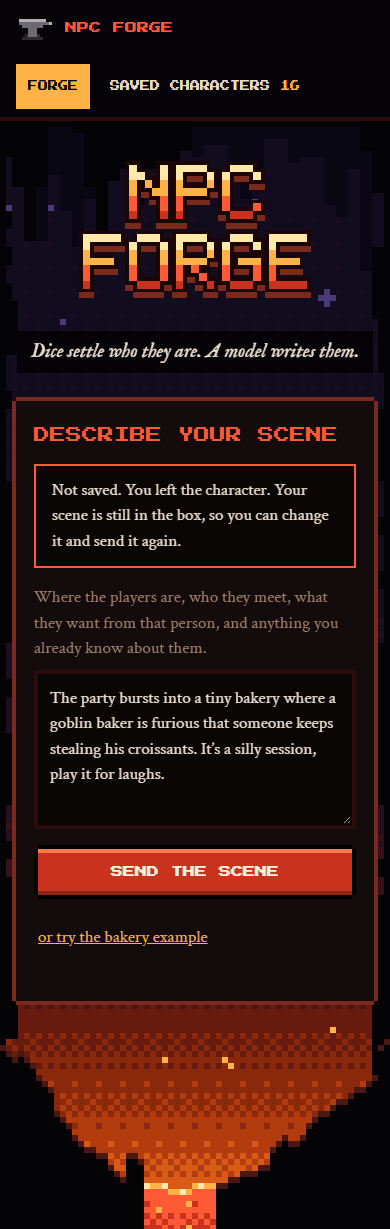 NPC FORGE
FORGE
SAVED CHARACTERS 16
NPC
FORGE
Dice settle who they are. A model writes them.
DESCRIBE YOUR SCENE
Not saved. You left the character. Your
scene is still in the box, so you can change
it and send it again.
Where the players are, who they meet, what
they want from that person, and anything you
already know about them.
The party bursts into a tiny bakery where a
goblin baker is furious that someone keeps
stealing his croissants. It's a silly session,
play it for laughs.
SEND THE SCENE
or try the bakery example